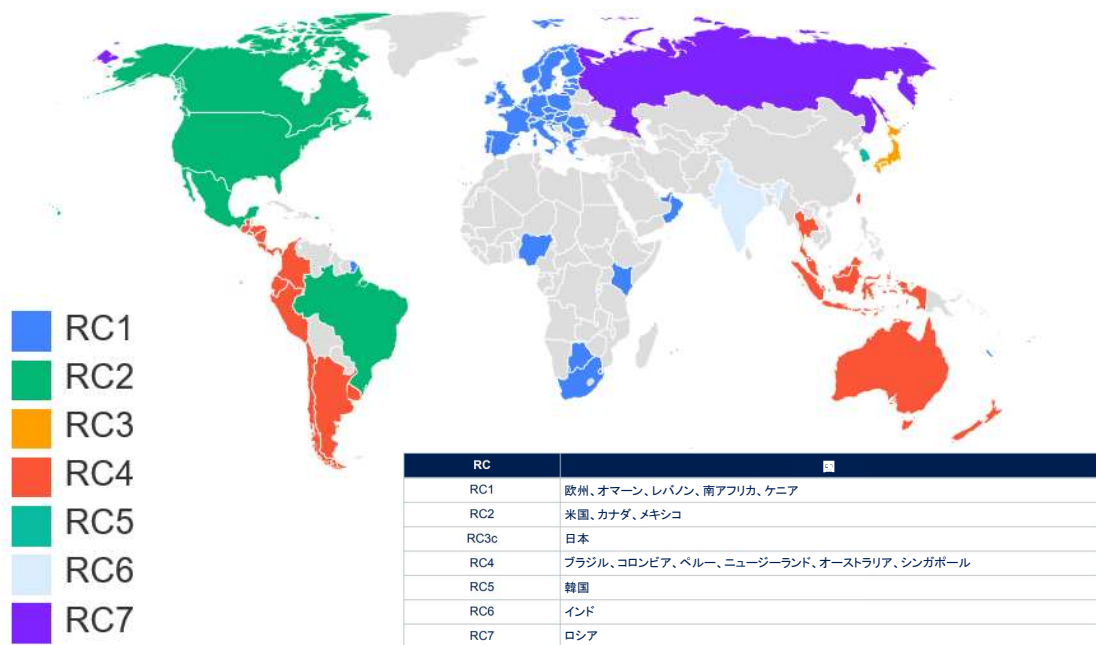 RC1
RC2
RC3
RC4
RC5
RC6
RC7
RC
RC1 欧州、オマーン、レバノン、南アフリカ、ケニア
RC2 米国、カナダ、メキシコ
RC3c 日本
RC4 ブラジル、コロンビア、ペルー、ニュージーランド、オーストラリア、シンガポール
RC5 韓国
RC6 インド
RC7 ロシア